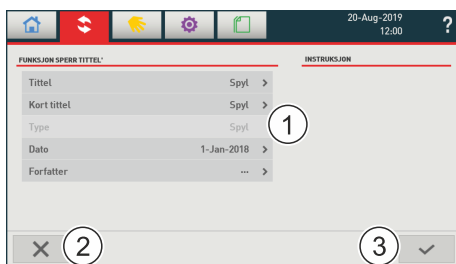 20-Aug-2019
12:00
?
FUNKSJON SPERR TITTEL'
INSTRUKSJON
Tittel Spyl >
Kort tittel Spyl >
Type Spyl
Dato 1-Jan-2018 >
Forfatter ... >
1
2
3